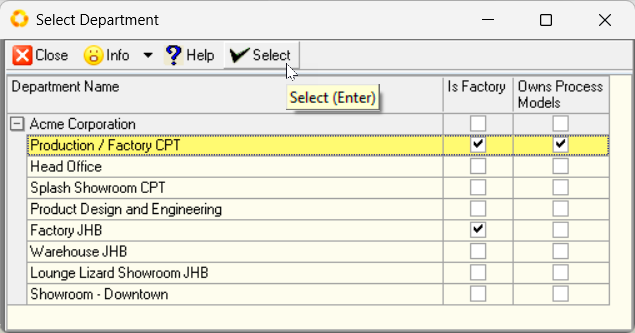 Select Department
Close Info Help Select
Department Name Is Factory Owns Process
Models
Select (Enter)
Acme Corporation
Production / Factory CPT
Head Office
Splash Showroom CPT
Product Design and Engineering
Factory JHB
Warehouse JHB
Lounge Lizard Showroom JHB
Showroom - Downtown